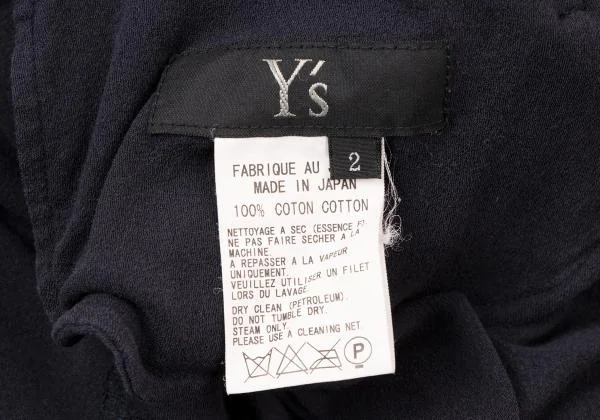 Y's
2
FABRIQUE AU
MADE IN JAPAN
100% COTON COTTON
NETTOYAGE A SEC (ESSENCE F).
NE PAS FAIRE SECHER A LA
MACHINE.
A REPASSER A LA VAPEUR
UNIQUEMENT.
VEUILLEZ UTILISER UN FILET
LORS DU LAVAGE.
DRY CLEAN (PETROLEUM).
DO NOT TUMBLE DRY.
STEAM ONLY.
PLEASE USE A CLEANING NET.
P